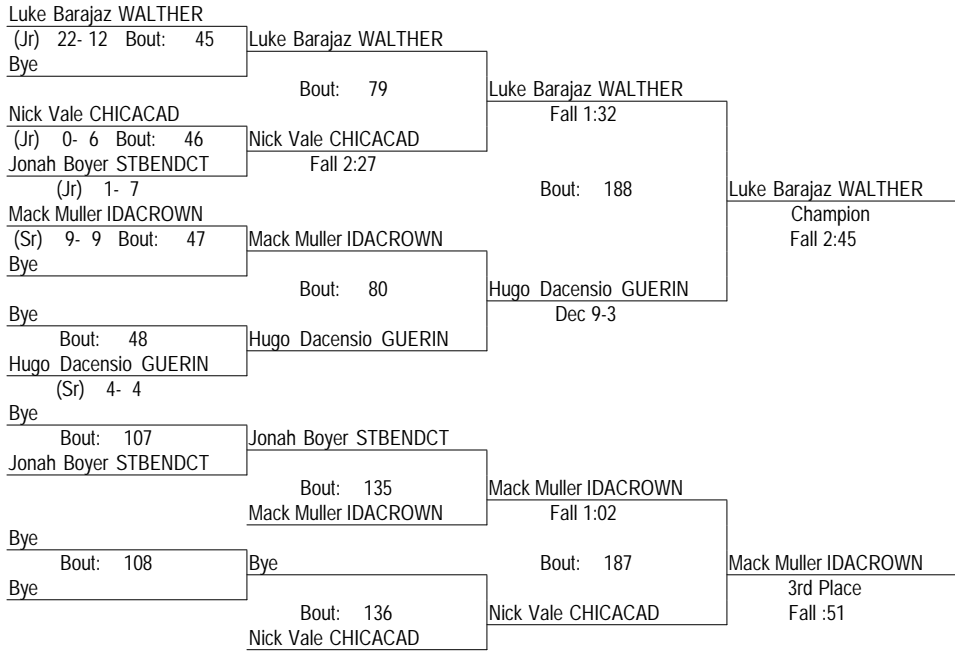 Luke Barajaz WALTHER
(Jr) 22- 12 Bout: 45 Luke Barajaz WALTHER
Bye
Bout: 79 Luke Barajaz WALTHER
Nick Vale CHICACAD Fall 1:32
(Jr) 0- 6 Bout: 46 Nick Vale CHICACAD
Jonah Boyer STBENDCT Fall 2:27
(Jr) 1- 7 Bout: 188 Luke Barajaz WALTHER
Mack Muller IDACROWN Champion
(Sr) 9- 9 Bout: 47 Mack Muller IDACROWN Fall 2:45
Bye
Bout: 80 Hugo Dacensio GUERIN
Bye Dec 9-3
Bout: 48 Hugo Dacensio GUERIN
Hugo Dacensio GUERIN
(Sr) 4- 4
Bye
Bout: 107 Jonah Boyer STBENDCT
Jonah Boyer STBENDCT
Bout: 135 Mack Muller IDACROWN
Mack Muller IDACROWN Fall 1:02
Bye
Bout: 108 Bye Bout: 187 Mack Muller IDACROWN
Bye 3rd Place
Bout: 136 Nick Vale CHICACAD Fall :51
Nick Vale CHICACAD